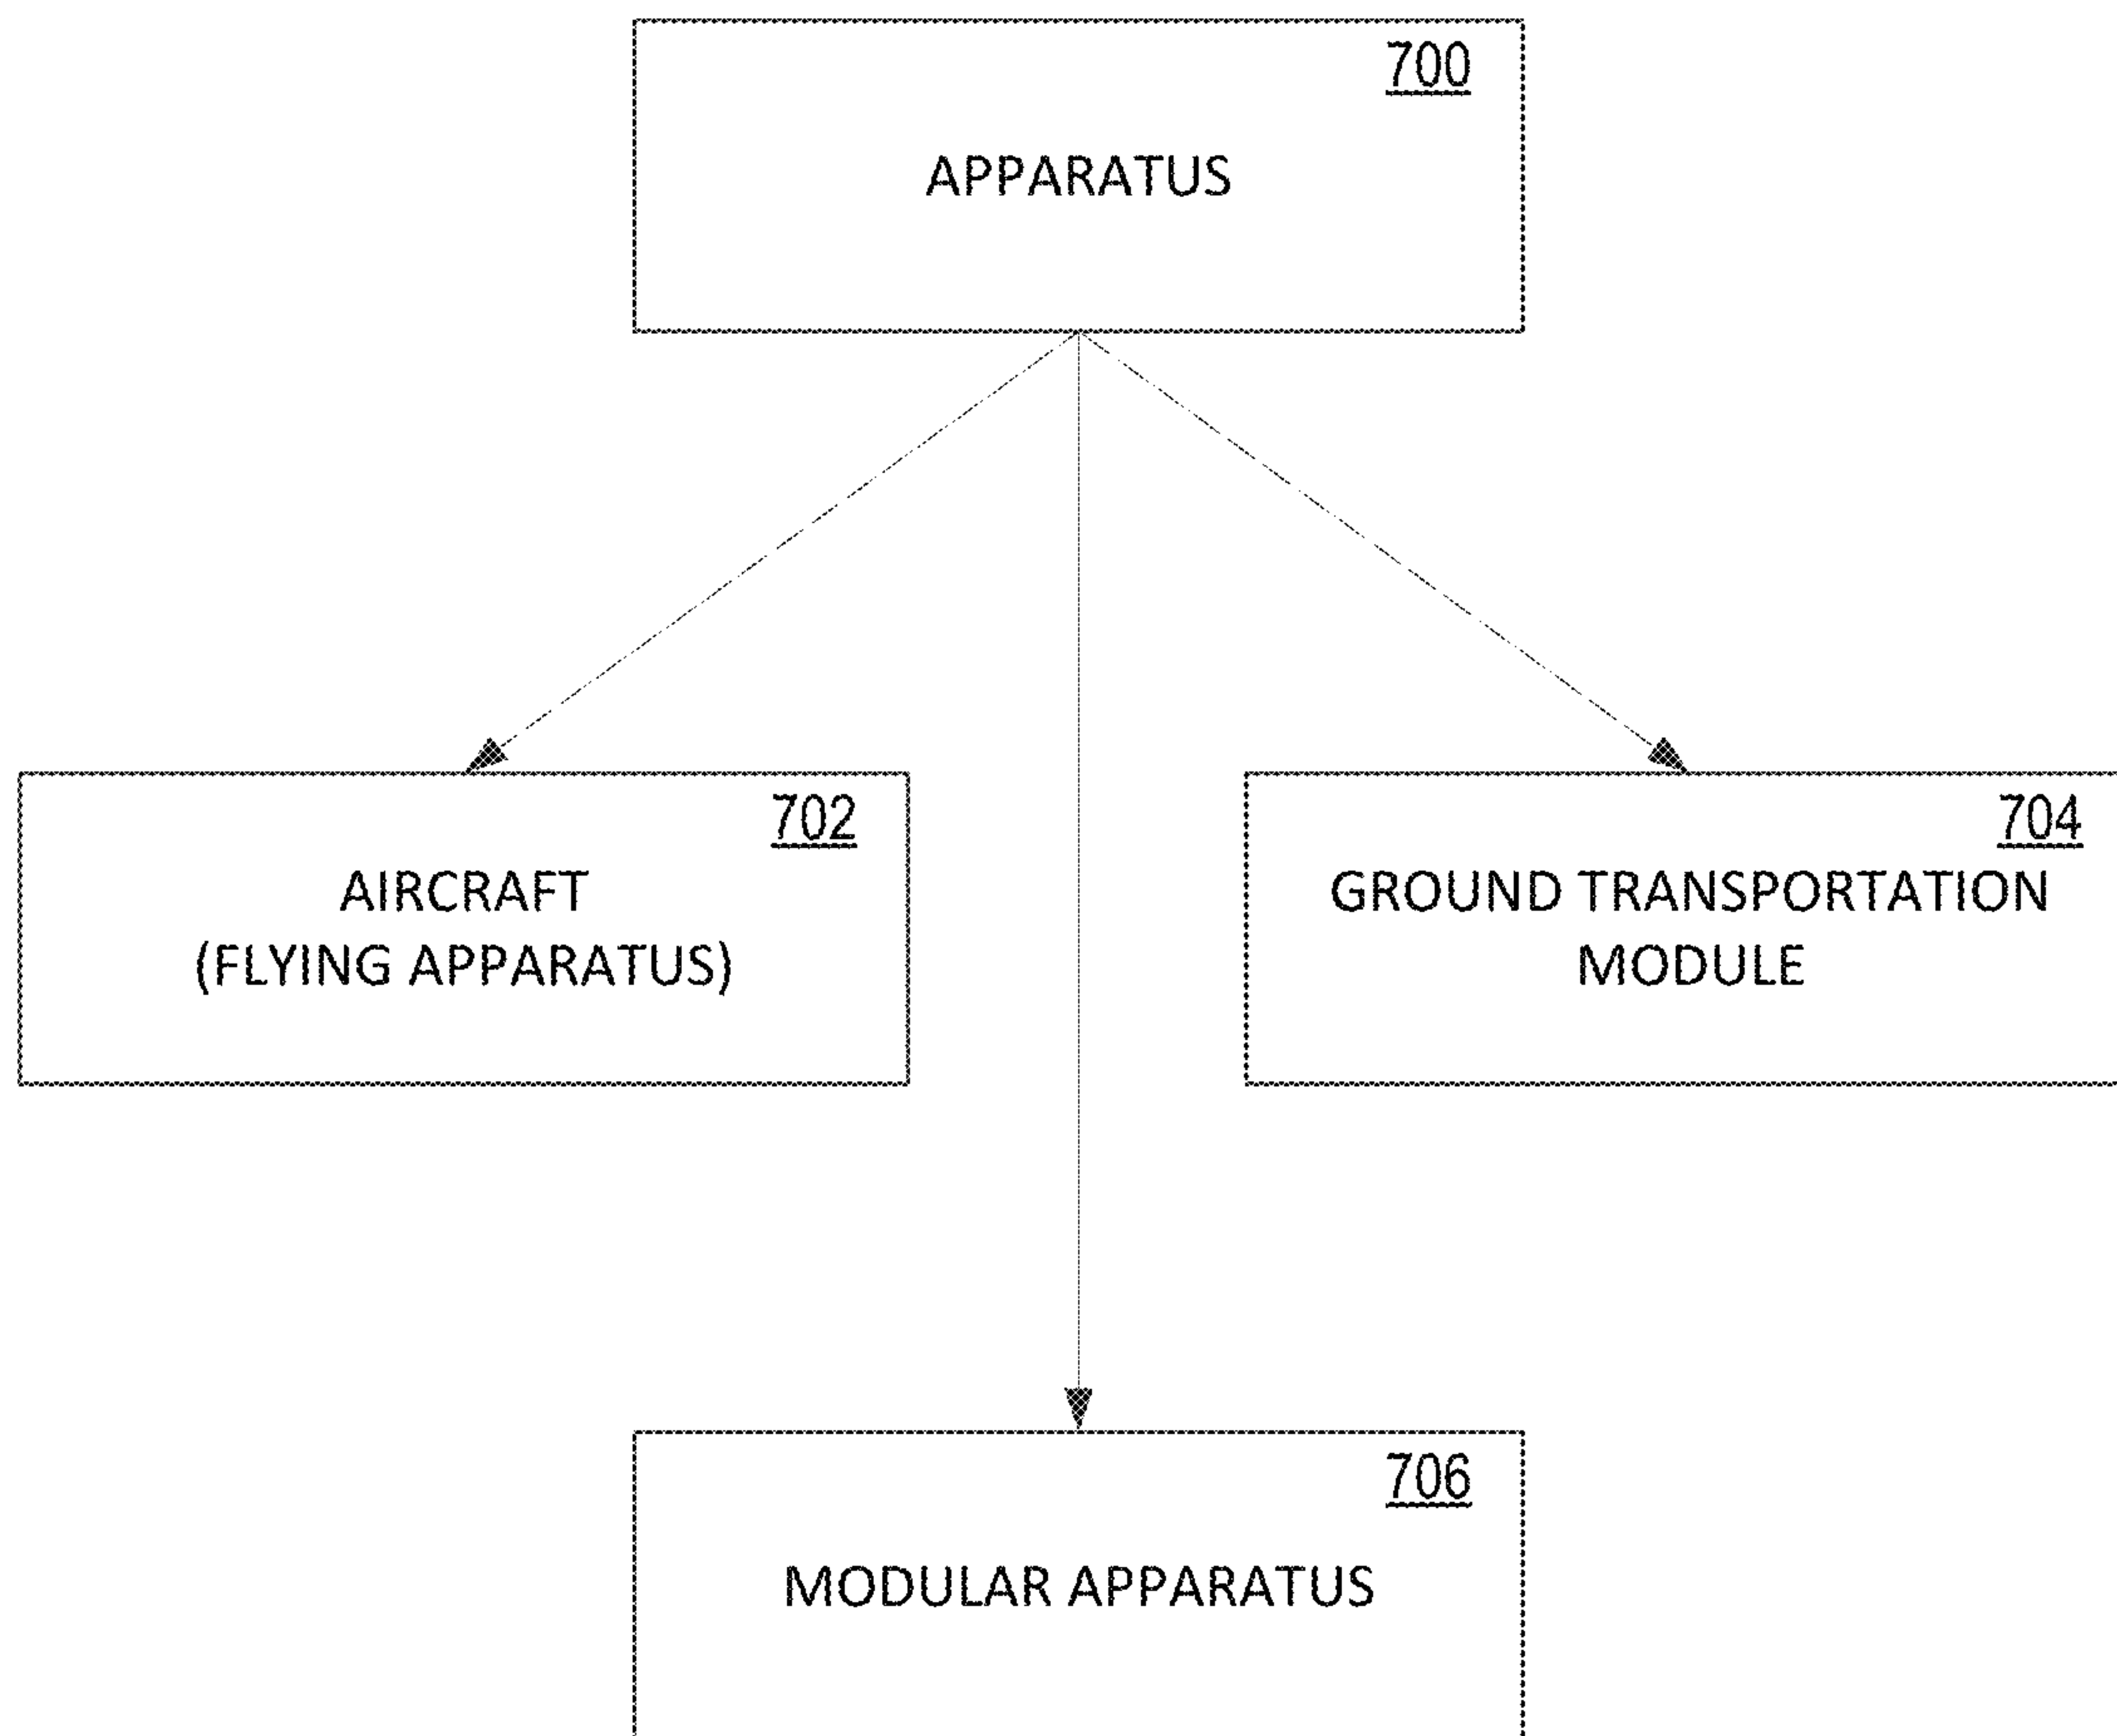 700
APPARATUS
702
AIRCRAFT
(FLYING APPARATUS)
704
GROUND TRANSPORTATION
MODULE
706
MODULAR APPARATUS